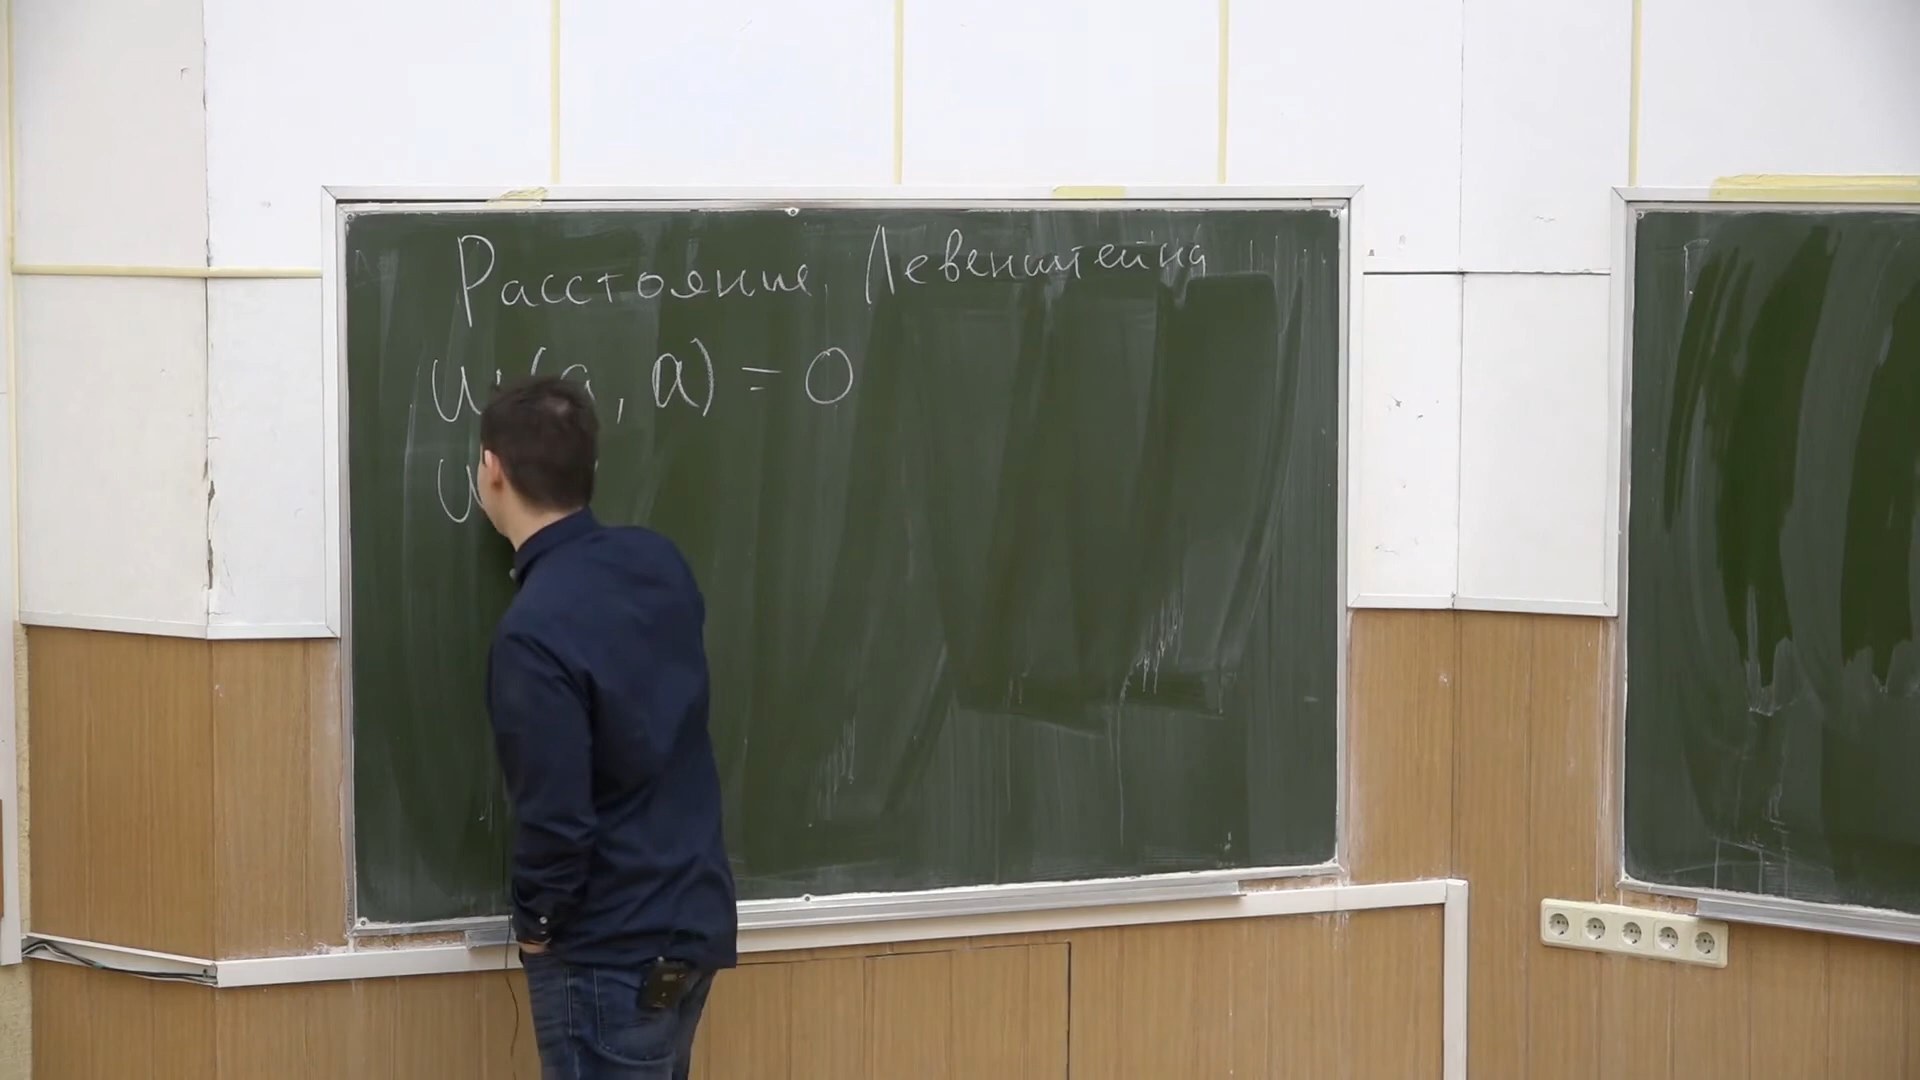 Расстояние Левенштейна
w(a, a) = 0